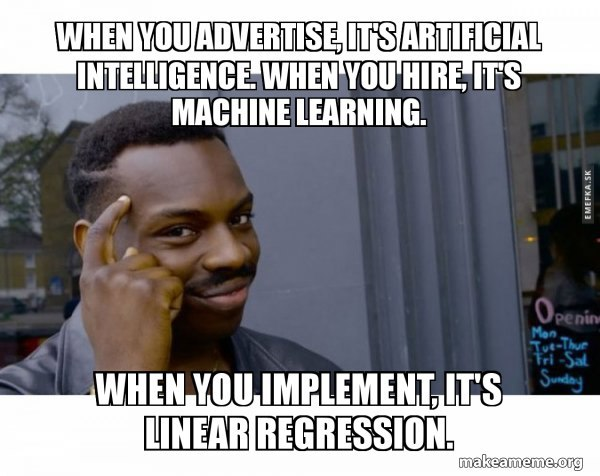 WHEN YOU ADVERTISE, IT'S ARTIFICIAL
INTELLIGENCE. WHEN YOU HIRE, IT'S
MACHINE LEARNING.
EMEFKA.SK
Openin
Mon
Tue-Thur
Fri -Sat
Sunday
WHEN YOU IMPLEMENT, IT'S
LINEAR REGRESSION.
makeameme.org